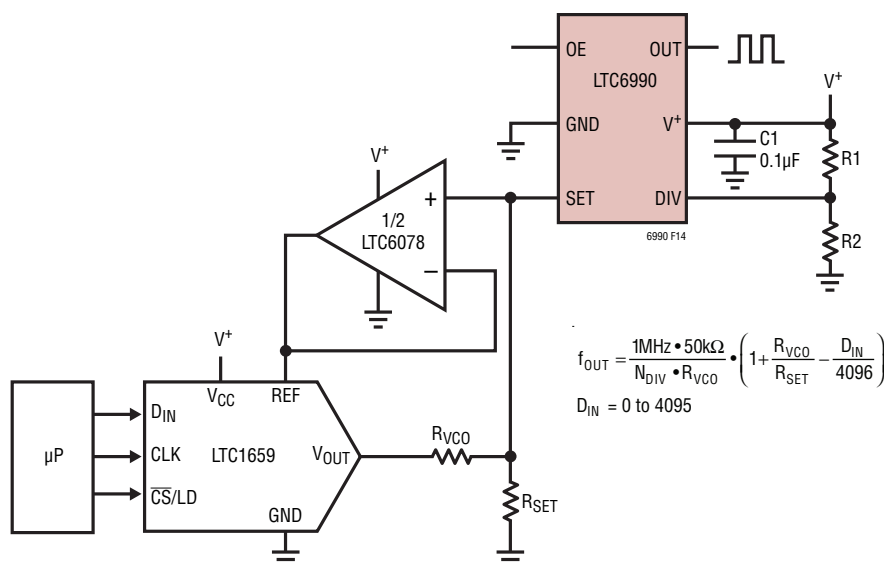 OE
OUT
LTC6990
GND
V+
SET
DIV
6990 F14
V+
C1
0.1µF
R1
R2
V+
+
1/2
LTC6078
–
V+
VCC
REF
µP
DIN
CLK
CS/LD
LTC1659
VOUT
GND
RVCO
RSET
fOUT = 1MHz • 50kΩ / NDIV • RVCO • (1 + RVCO / RSET – DIN / 4096)
DIN = 0 to 4095